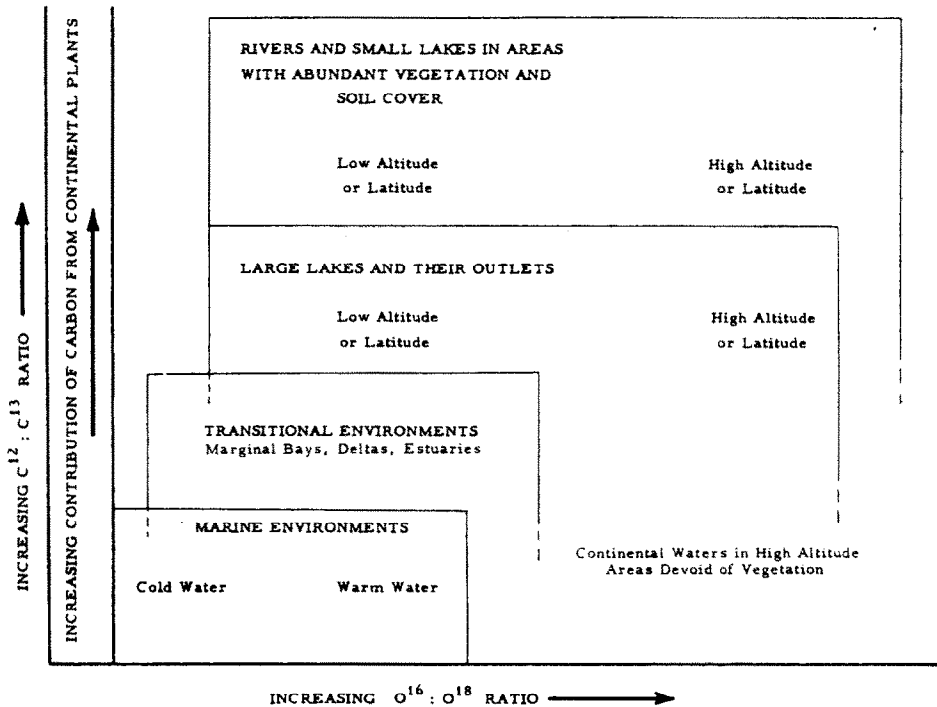 RIVERS AND SMALL LAKES IN AREAS
WITH ABUNDANT VEGETATION AND
SOIL COVER
Low Altitude
or Latitude
High Altitude
or Latitude
LARGE LAKES AND THEIR OUTLETS
Low Altitude
or Latitude
High Altitude
or Latitude
TRANSITIONAL ENVIRONMENTS
Marginal Bays, Deltas, Estuaries
MARINE ENVIRONMENTS
Cold Water
Warm Water
Continental Waters in High Altitude
Areas Devoid of Vegetation
INCREASING C¹² : C¹³ RATIO
INCREASING CONTRIBUTION OF CARBON FROM CONTINENTAL PLANTS
INCREASING O¹⁶ : O¹⁸ RATIO